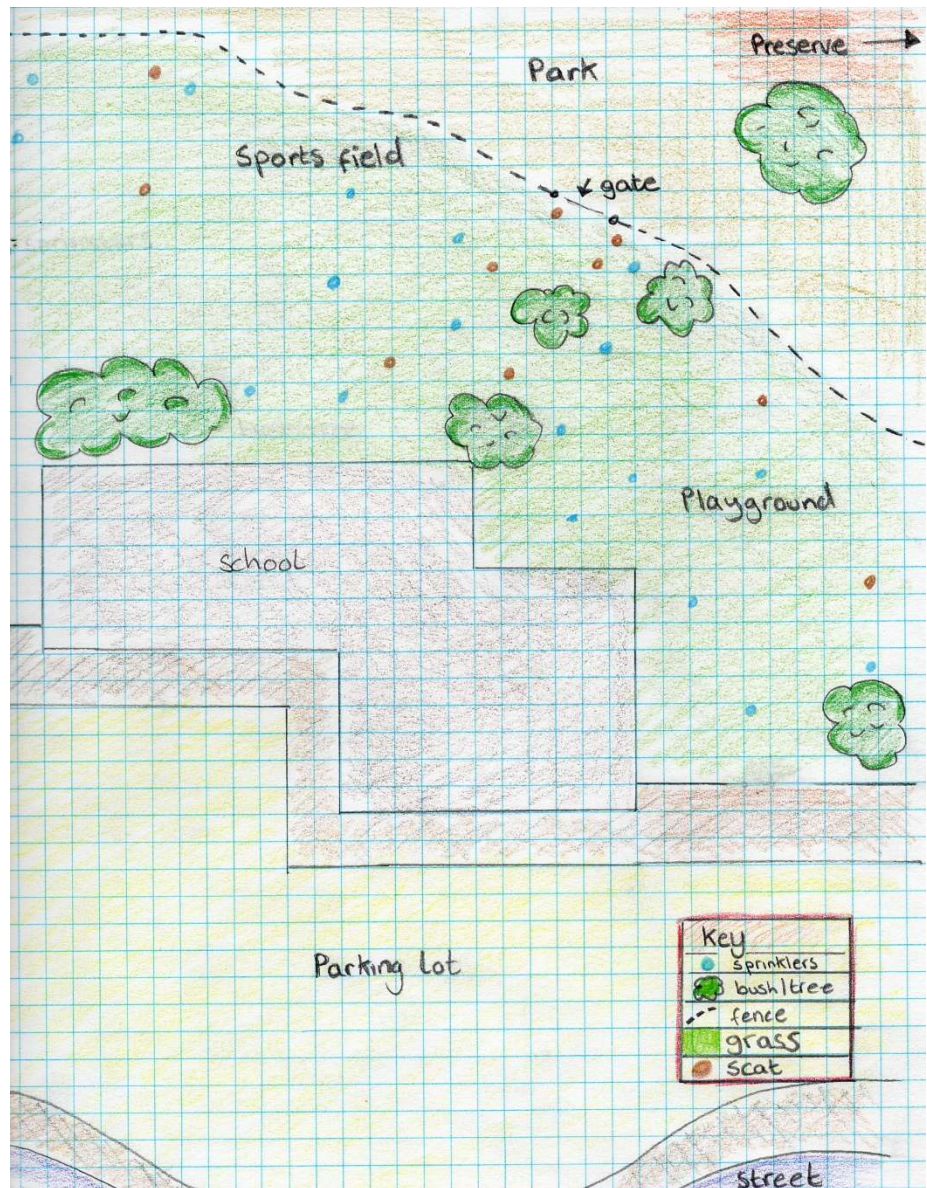 Preserve →
Park
Sports field
↙ gate
Playground
school
Parking lot
Key
sprinklers
bush/tree
fence
grass
scat
street